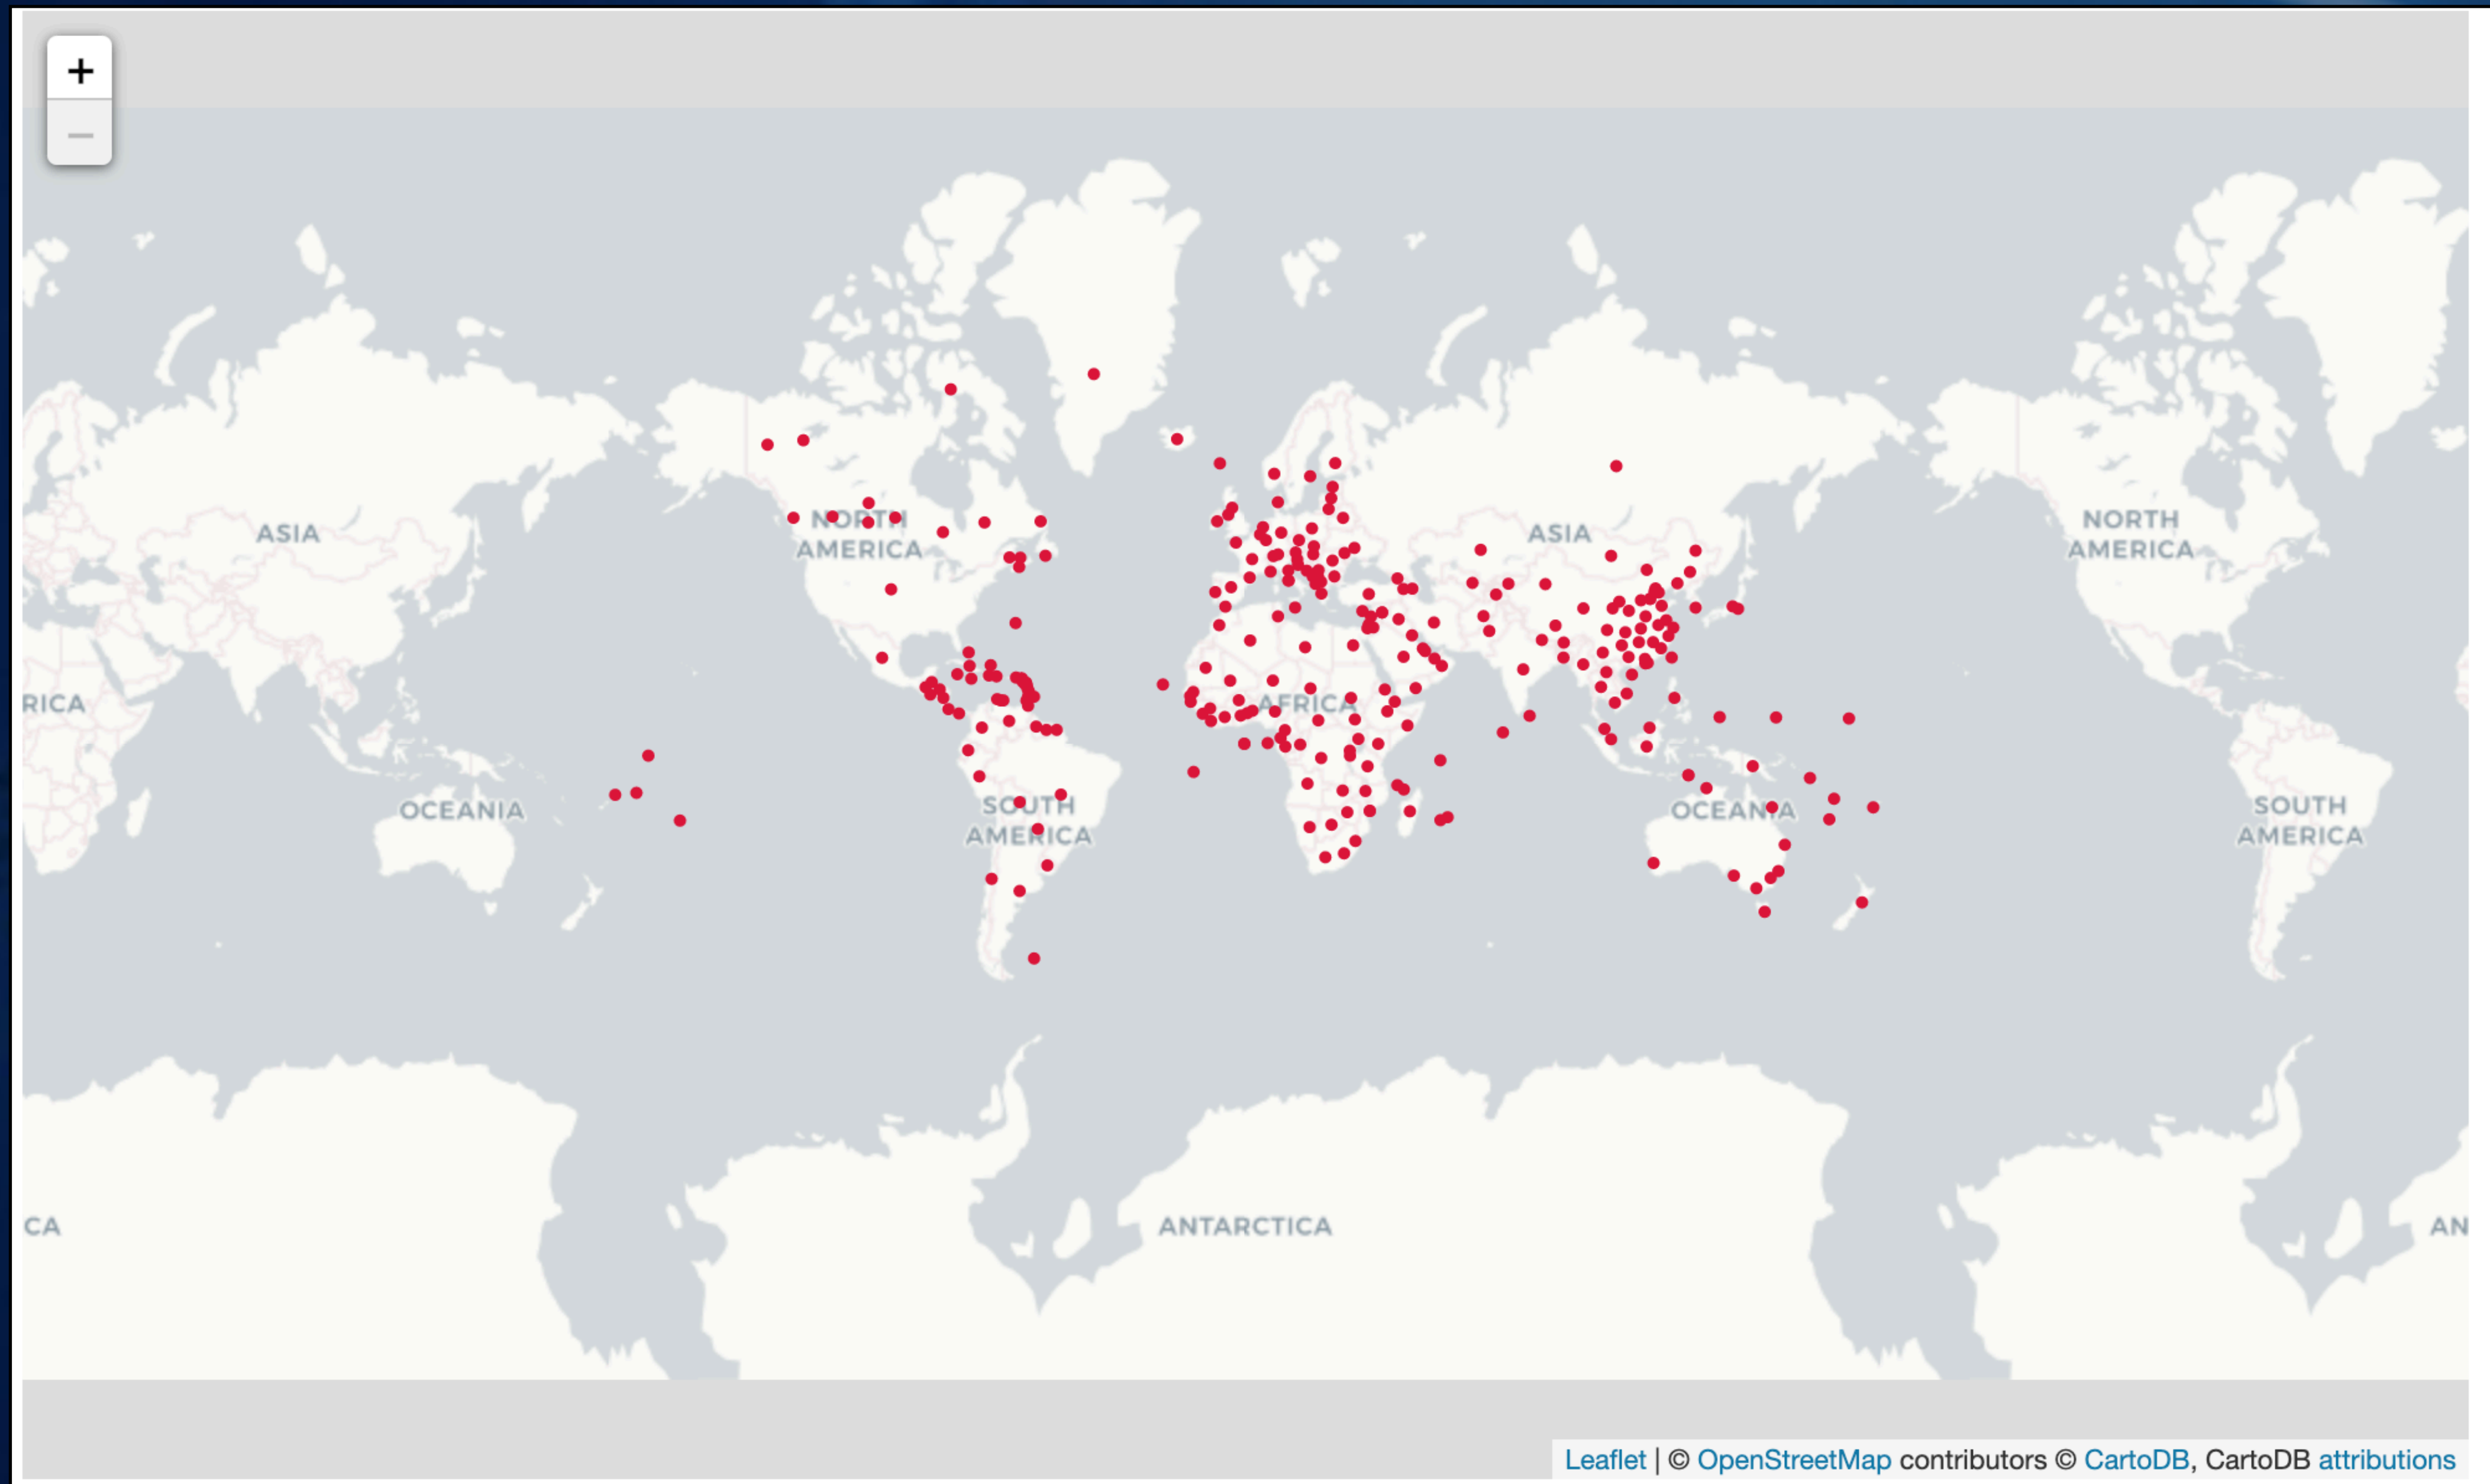 +
−
ASIA
NORTH
AMERICA
ASIA
NORTH
AMERICA
RICA
AFRICA
OCEANIA
SOUTH
AMERICA
OCEANIA
SOUTH
AMERICA
CA
ANTARCTICA
AN
Leaflet | © OpenStreetMap contributors © CartoDB, CartoDB attributions